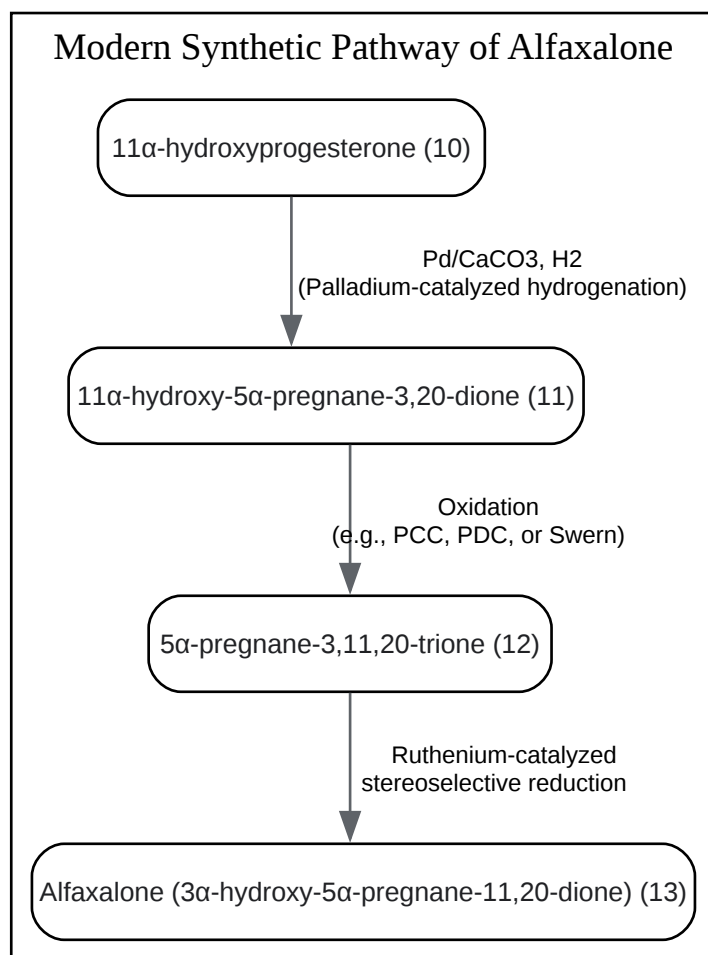 Modern Synthetic Pathway of Alfaxalone
11α-hydroxyprogesterone (10)
Pd/CaCO3, H2
(Palladium-catalyzed hydrogenation)
11α-hydroxy-5α-pregnane-3,20-dione (11)
Oxidation
(e.g., PCC, PDC, or Swern)
5α-pregnane-3,11,20-trione (12)
Ruthenium-catalyzed
stereoselective reduction
Alfaxalone (3α-hydroxy-5α-pregnane-11,20-dione) (13)